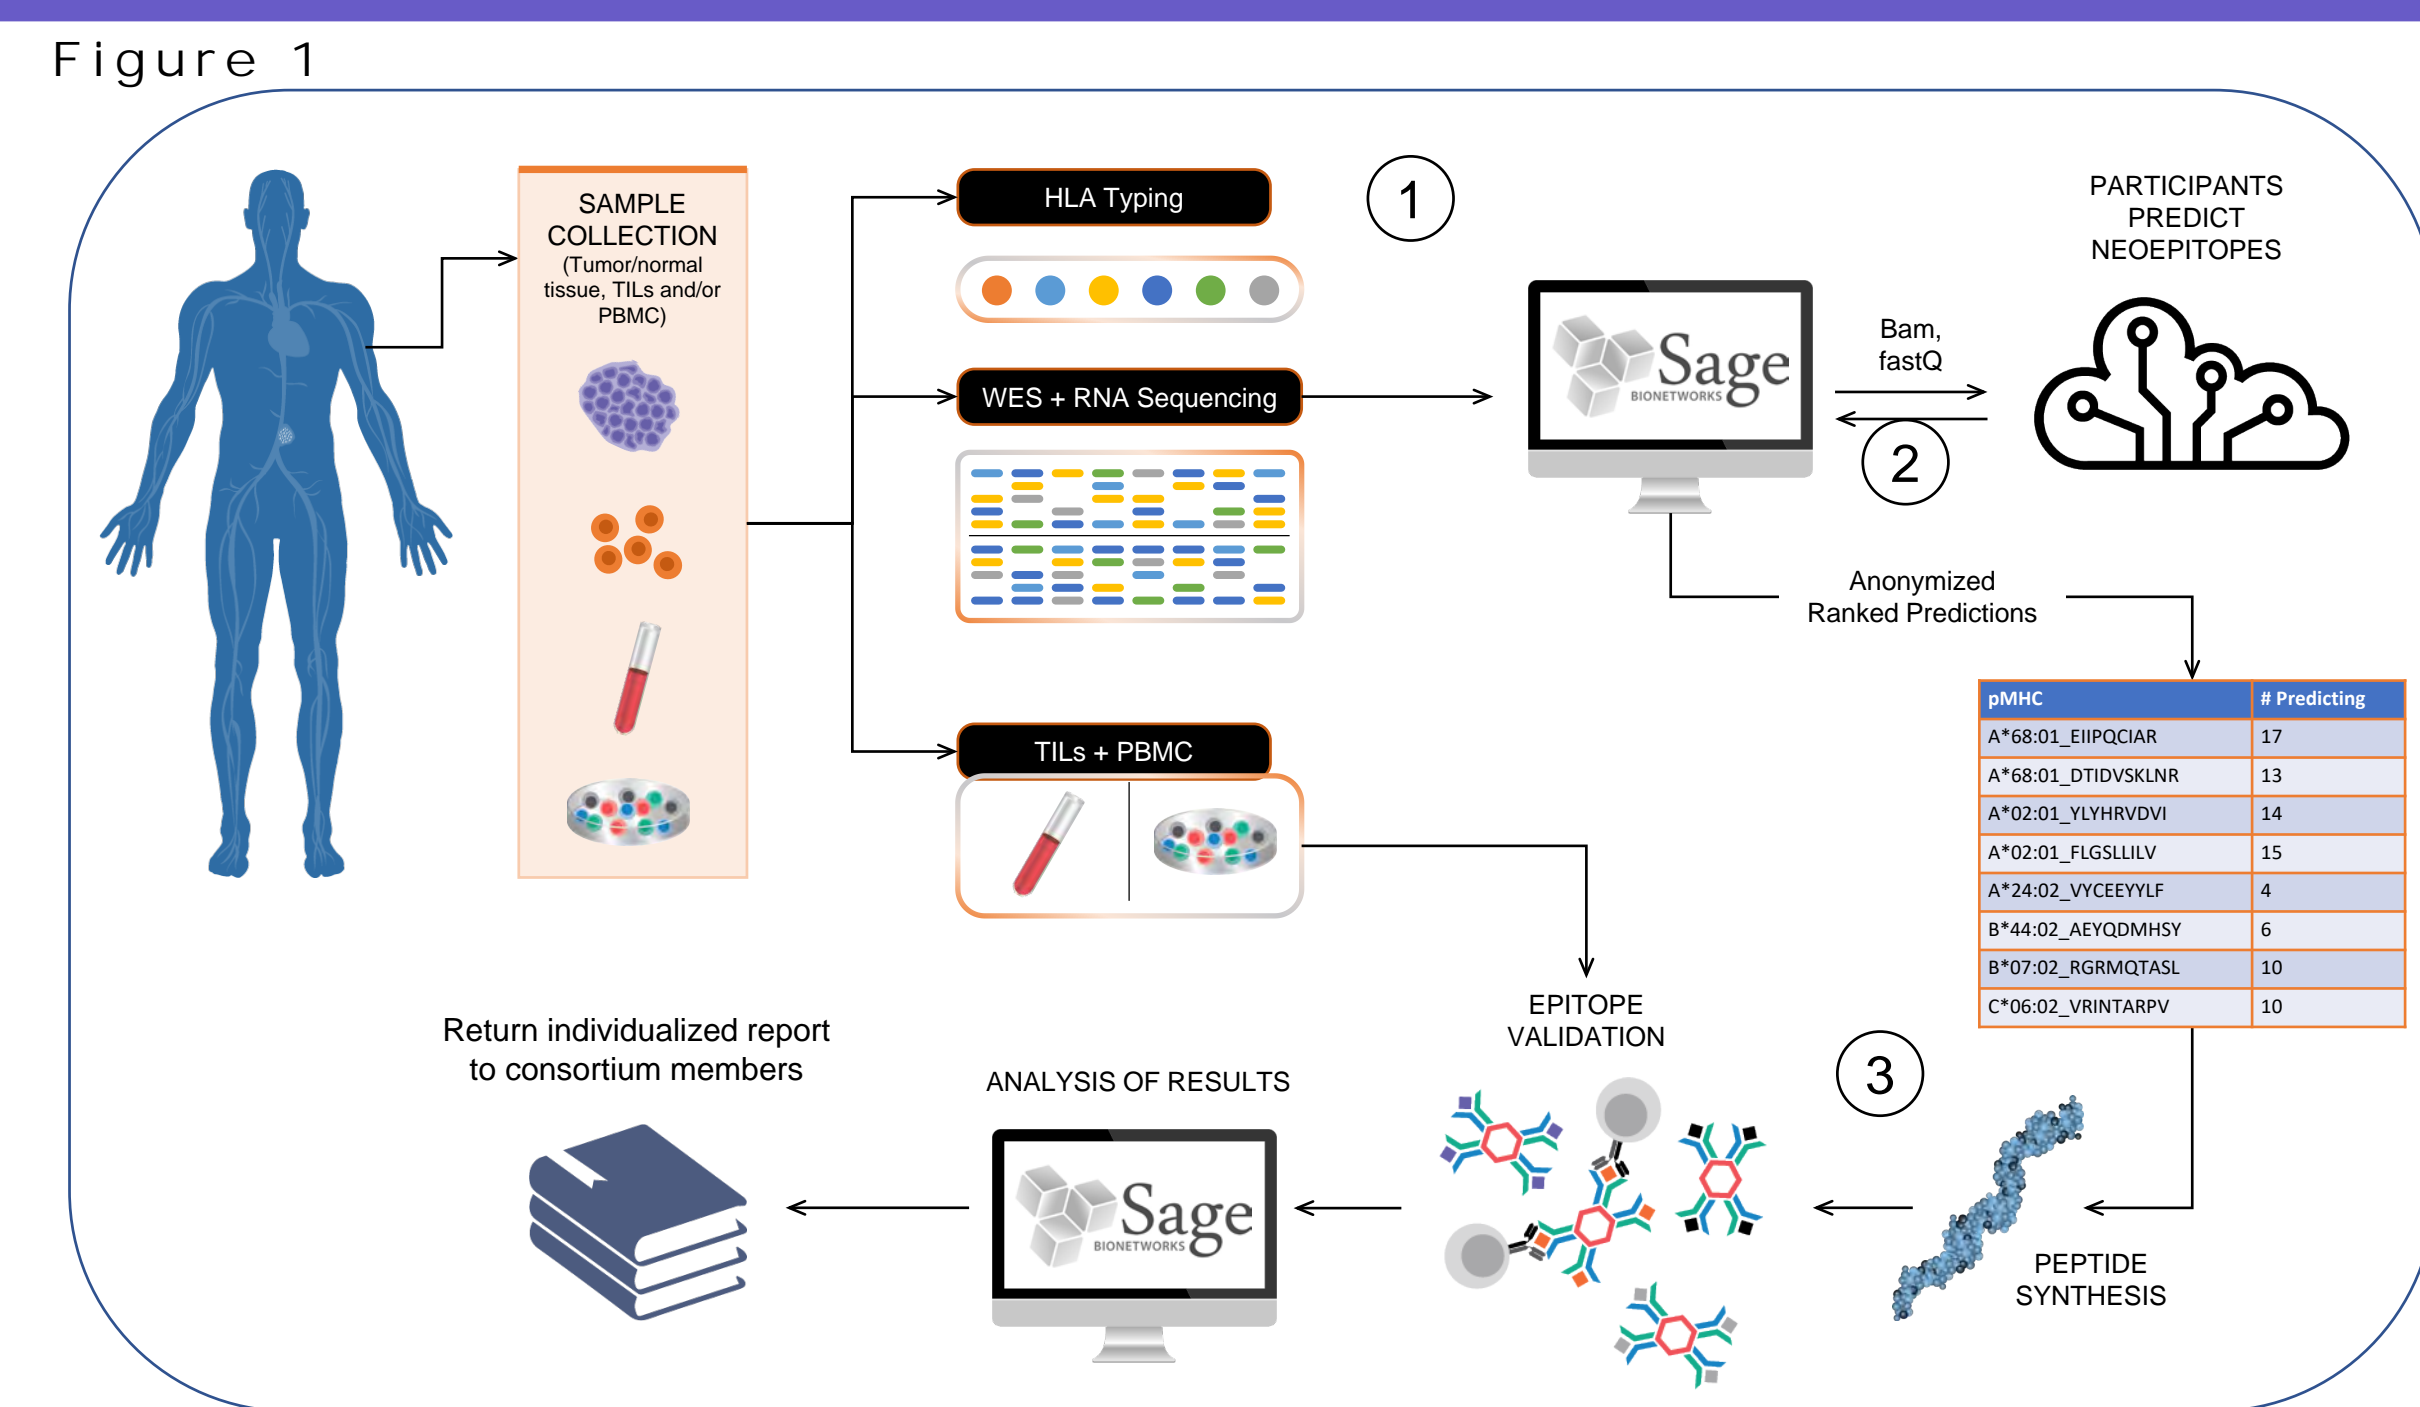 Figure 1
SAMPLE
COLLECTION
(Tumor/normal
tissue, TILs and/or
PBMC)
HLA Typing
1
WES + RNA Sequencing
TILs + PBMC
Sage
BIONETWORKS
Bam,
fastQ
2
PARTICIPANTS
PREDICT
NEOEPITOPES
Anonymized
Ranked Predictions
pMHC # Predicting
A*68:01_EIIPQCIAR 17
A*68:01_DTIDVSKLNR 13
A*02:01_YLYHRVDVI 14
A*02:01_FLGSLLILV 15
A*24:02_VYCEEYYLF 4
B*44:02_AEYQDMHSY 6
B*07:02_RGRMQTASL 10
C*06:02_VRINTARPV 10
3
PEPTIDE
SYNTHESIS
EPITOPE
VALIDATION
ANALYSIS OF RESULTS
Sage
BIONETWORKS
Return individualized report
to consortium members